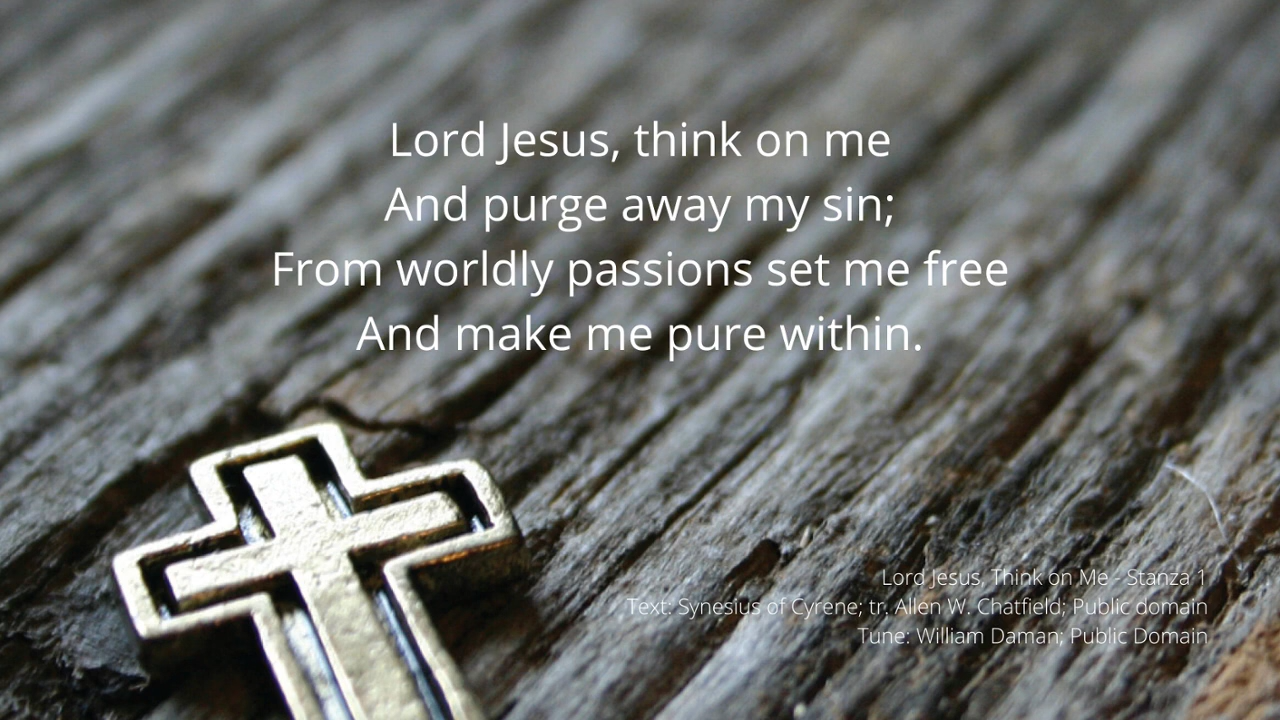 Lord Jesus, think on me
And purge away my sin;
From worldly passions set me free
And make me pure within.
Lord Jesus, Think on Me - Stanza 1
Text: Synesius of Cyrene; tr. Allen W. Chatfield; Public domain
Tune: William Daman; Public Domain